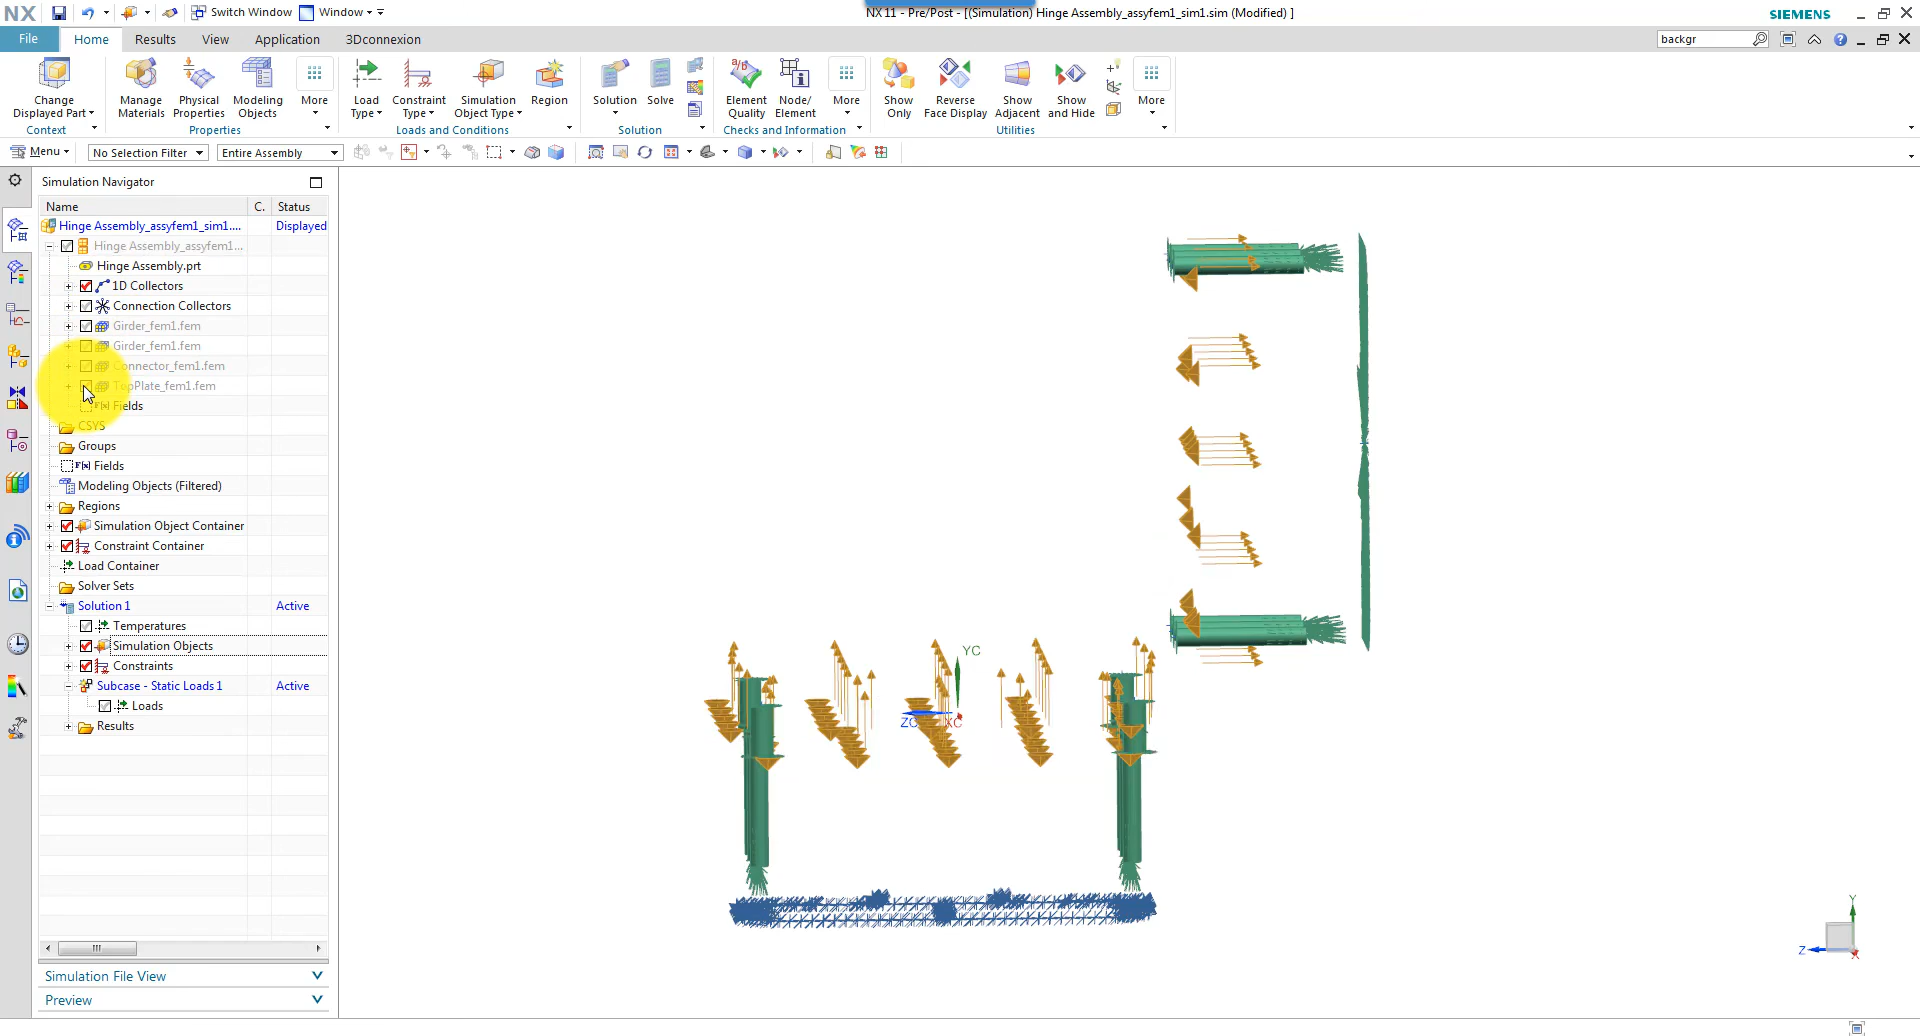 NX Switch Window Window NX 11 - Pre/Post - [(Simulation) Hinge Assembly_assyfem1_sim1.sim (Modified) ] SIEMENS
File Home Results View Application 3Dconnexion backgr
Change Displayed Part
Manage Materials
Physical Properties
Modeling Objects
More
Load Type
Constraint Type
Simulation Object Type
Region
Solution
Solve
Element Quality
Node/ Element
More
Show Only
Reverse Face Display
Show Adjacent
Show and Hide
More
Context Properties Loads and Conditions Solution Checks and Information Utilities
Menu No Selection Filter Entire Assembly
Simulation Navigator
Name C. Status
Hinge Assembly_assyfem1_sim1.... Displayed
Hinge Assembly_assyfem1...
Hinge Assembly.prt
1D Collectors
Connection Collectors
Girder_fem1.fem
Girder_fem1.fem
Connector_fem1.fem
TopPlate_fem1.fem
Fields
CSYS
Groups
F(x) Fields
Modeling Objects (Filtered)
Regions
Simulation Object Container
Constraint Container
Load Container
Solver Sets
Solution 1 Active
Temperatures
Simulation Objects
Constraints
Subcase - Static Loads 1 Active
Loads
Results
Simulation File View
Preview
YC
ZC XC
Y
Z X